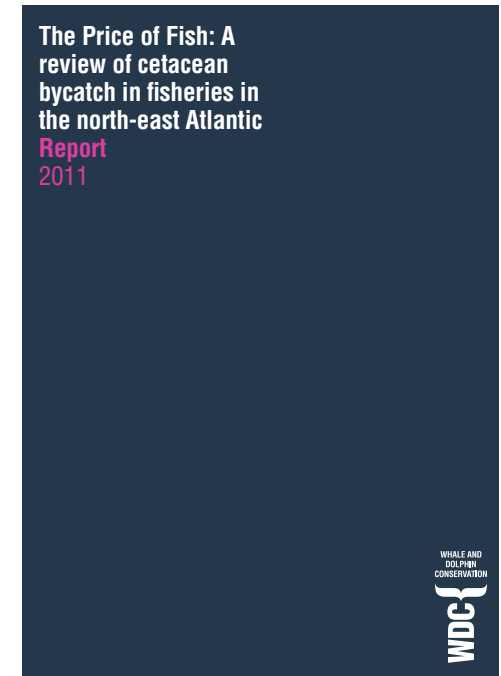 The Price of Fish: A
review of cetacean
bycatch in fisheries in
the north-east Atlantic
Report
2011
WHALE AND
DOLPHIN
CONSERVATION
WDC